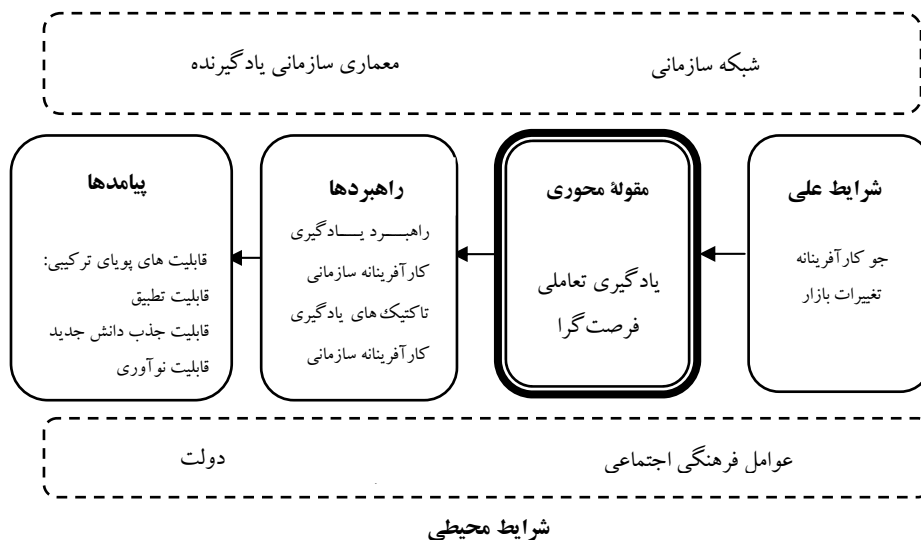 شبکه سازمانی معماری سازمانی یادگیرنده
شرایط علی
جو کارآفرینانه
تغییرات بازار
مقولهٔ محوری
یادگیری تعاملی
فرصت‌گرا
راهبردها
راهبـــرد یـــادگیری
کارآفرینانه سازمانی
تاکتیک‌های یادگیری
کارآفرینانه سازمانی
پیامدها
قابلیت های پویای ترکیبی:
قابلیت تطبیق
قابلیت جذب دانش جدید
قابلیت نوآوری
عوامل فرهنگی اجتماعی دولت
شرایط محیطی